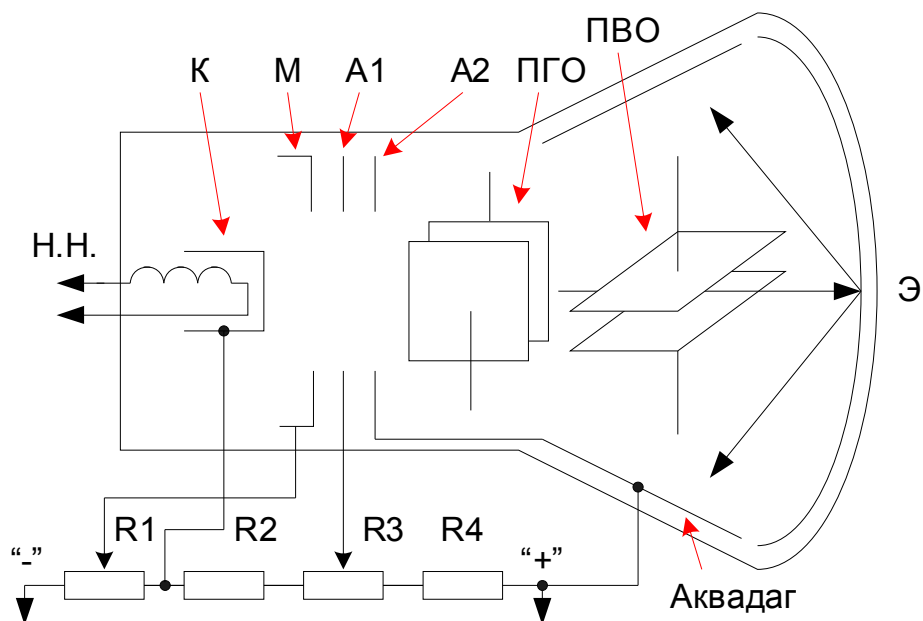 ПВО
К М А1 А2 ПГО
Н.Н.
Э
R1 R2 R3 R4
“-” “+”
Аквадаг